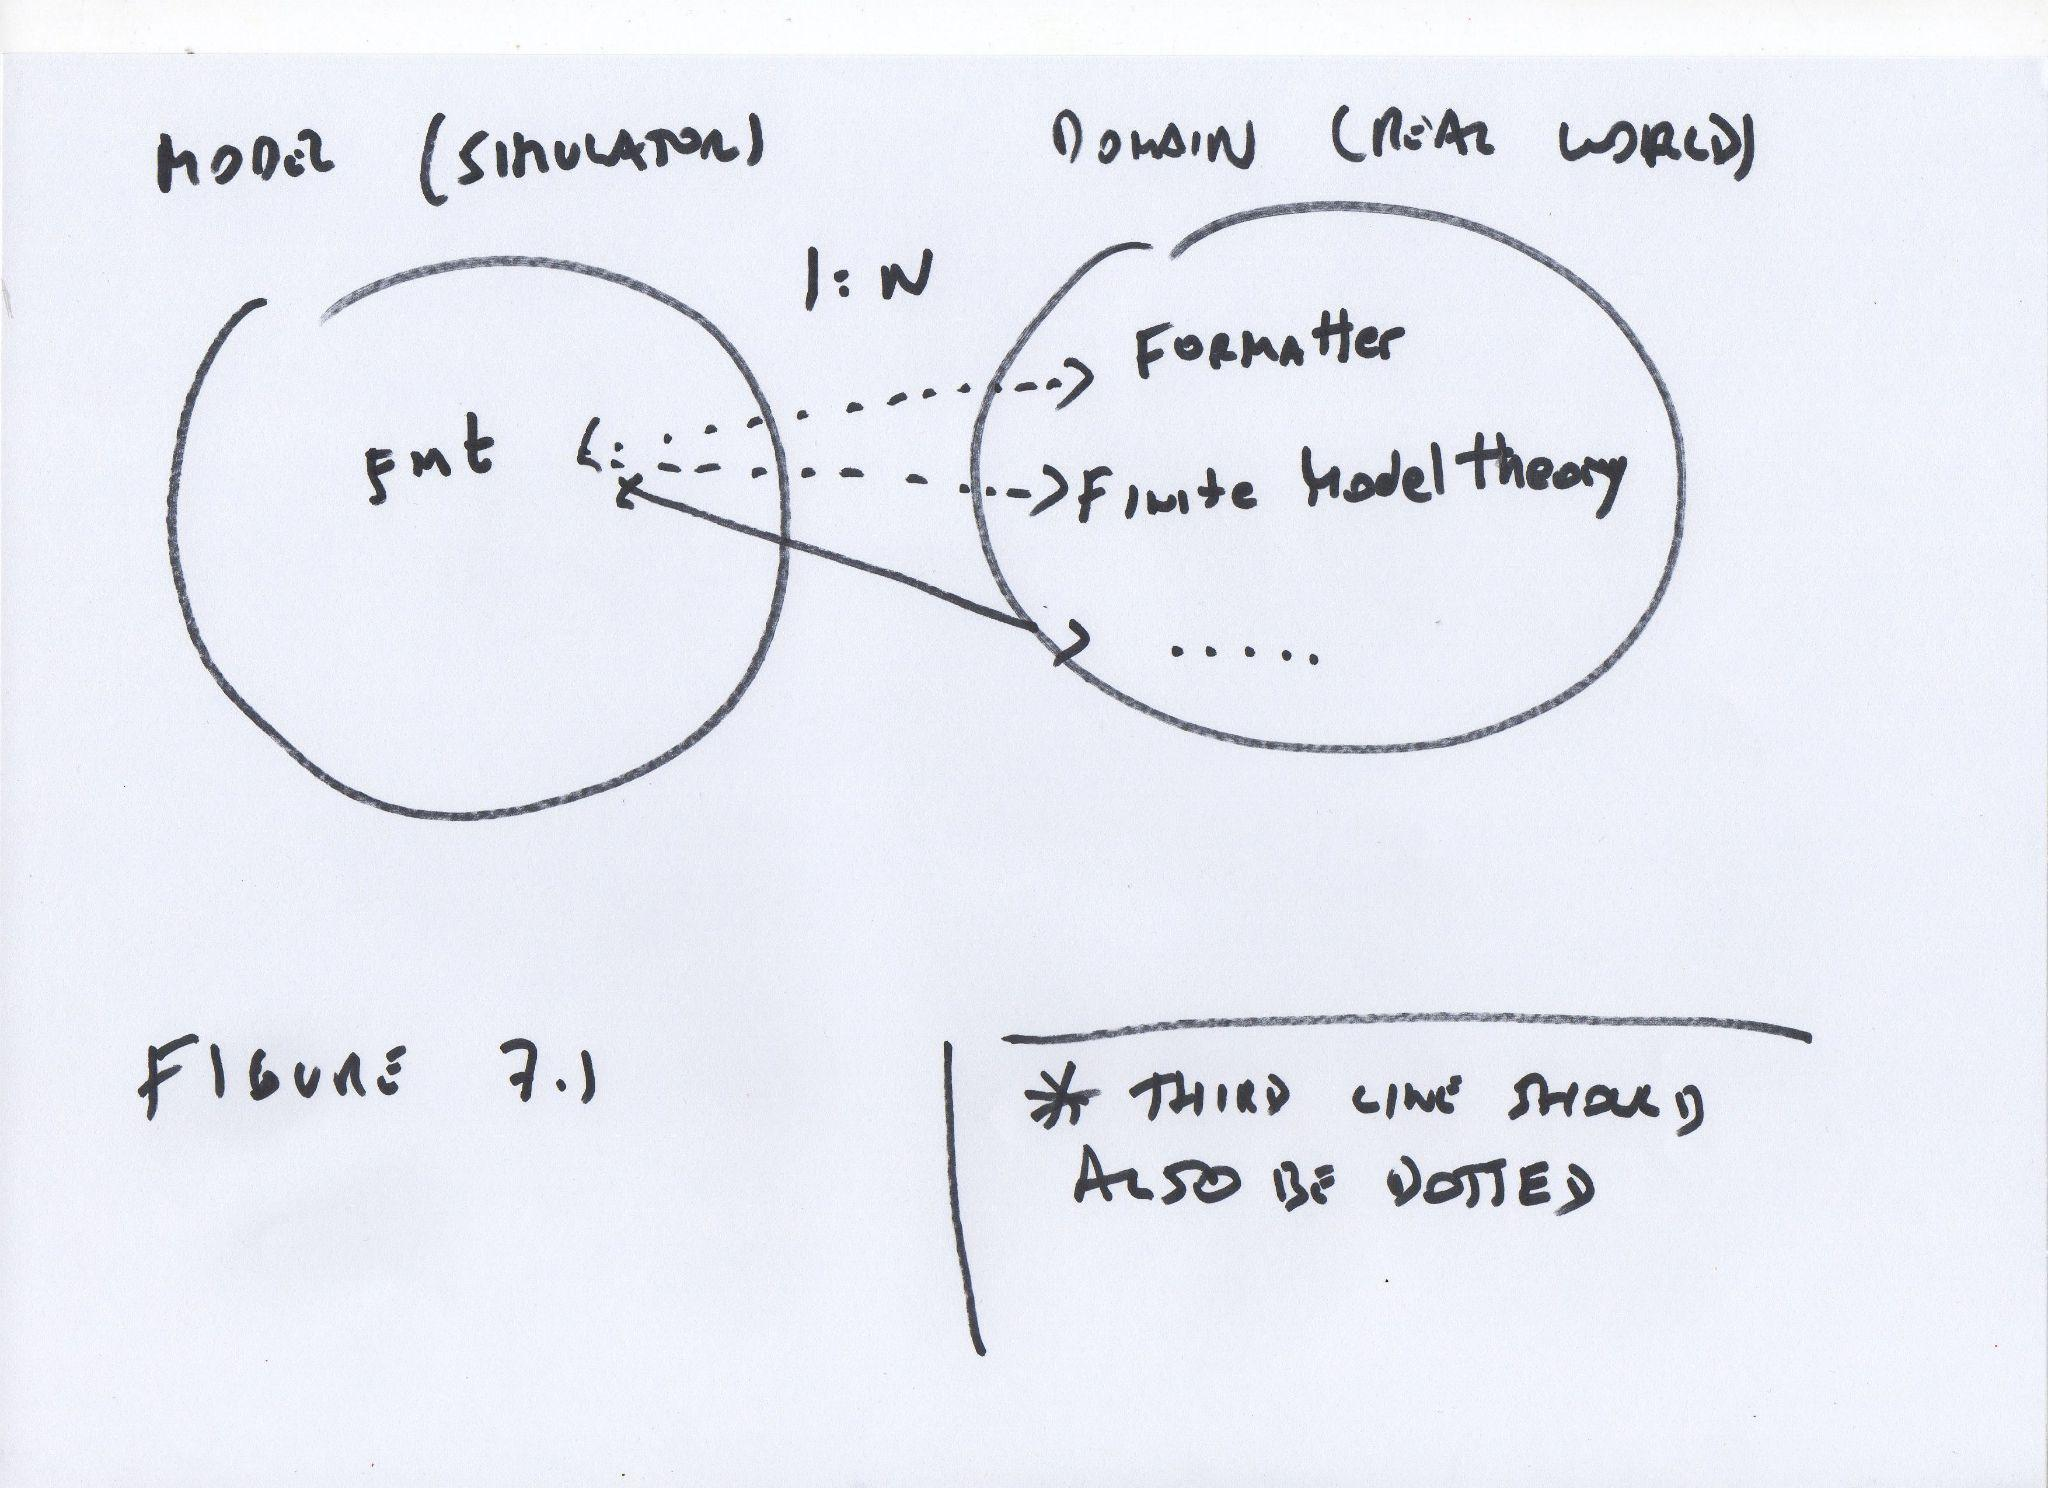 MODEL (SIMULATOR)
DOMAIN (REAL WORLD)
1:N
FORMAtter
fmt
FINIte Model theory
.....
FIGURE 7.1
* THIRD LINE SHOULD
ALSO BE DOTTED